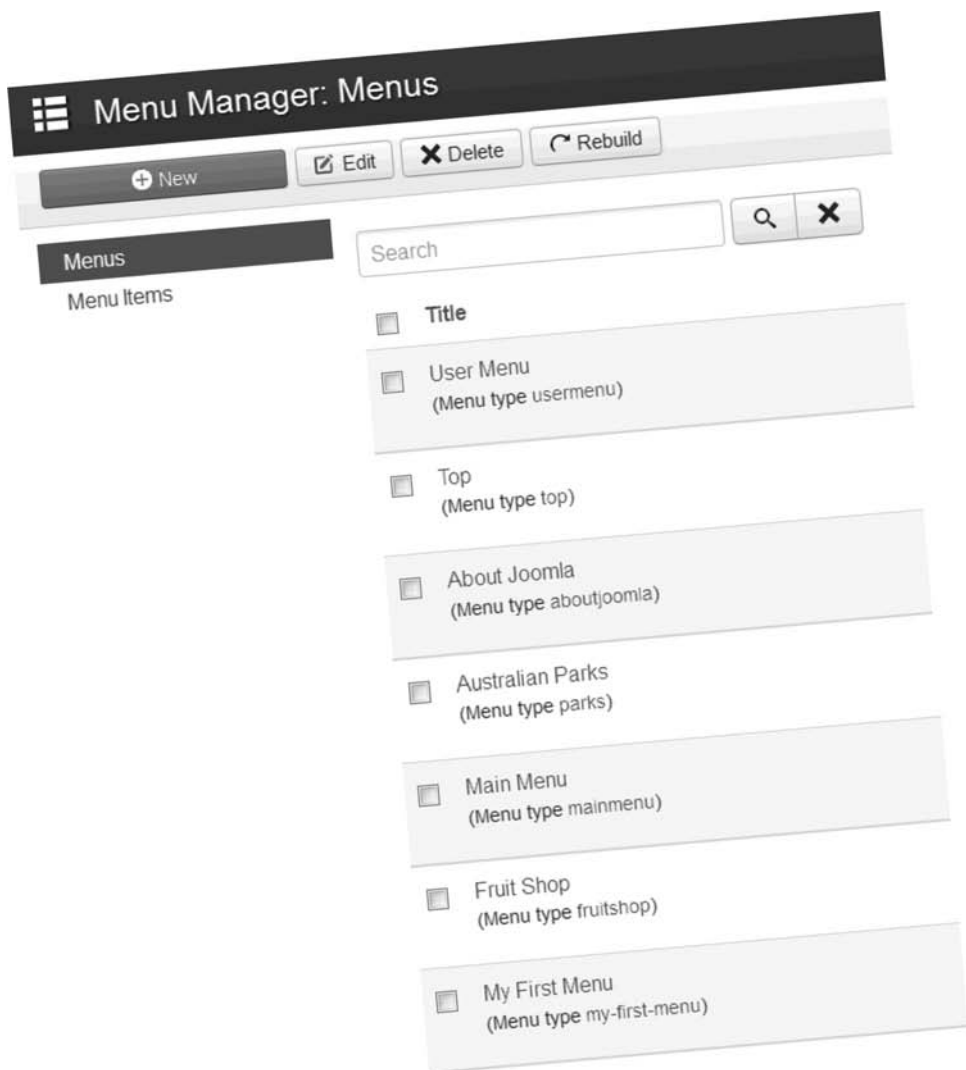 Menu Manager: Menus
New
Edit
Delete
Rebuild
Menus
Menu Items
Search
Title
User Menu
(Menu type usermenu)
Top
(Menu type top)
About Joomla
(Menu type aboutjoomla)
Australian Parks
(Menu type parks)
Main Menu
(Menu type mainmenu)
Fruit Shop
(Menu type fruitshop)
My First Menu
(Menu type my-first-menu)